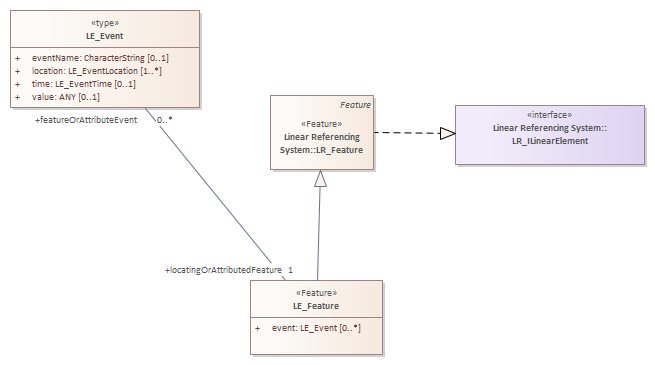 «type»
LE_Event
+ eventName: CharacterString [0..1]
+ location: LE_EventLocation [1..*]
+ time: LE_EventTime [0..1]
+ value: ANY [0..1]
+featureOrAttributeEvent 0..*
Feature
«Feature»
Linear Referencing
System::LR_Feature
«interface»
Linear Referencing System::
LR_ILinearElement
+locatingOrAttributedFeature 1
«Feature»
LE_Feature
+ event: LE_Event [0..*]